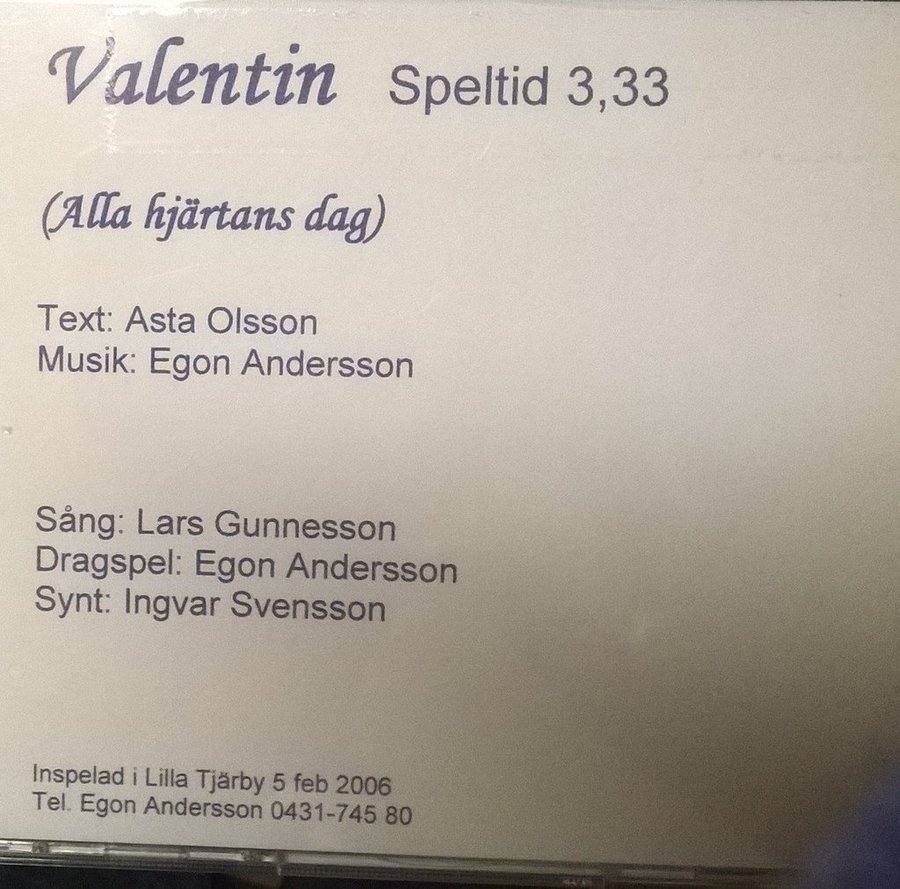 Valentin Speltid 3,33
(Alla hjärtans dag)
Text: Asta Olsson
Musik: Egon Andersson
Sång: Lars Gunnesson
Dragspel: Egon Andersson
Synt: Ingvar Svensson
Inspelad i Lilla Tjärby 5 feb 2006
Tel. Egon Andersson 0431-745 80